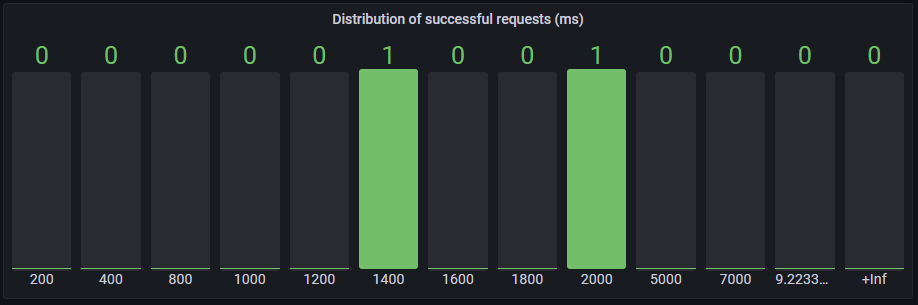 Distribution of successful requests (ms)
0 0 0 0 0 1 0 0 1 0 0 0 0
200 400 800 1000 1200 1400 1600 1800 2000 5000 7000 9.2233... +Inf